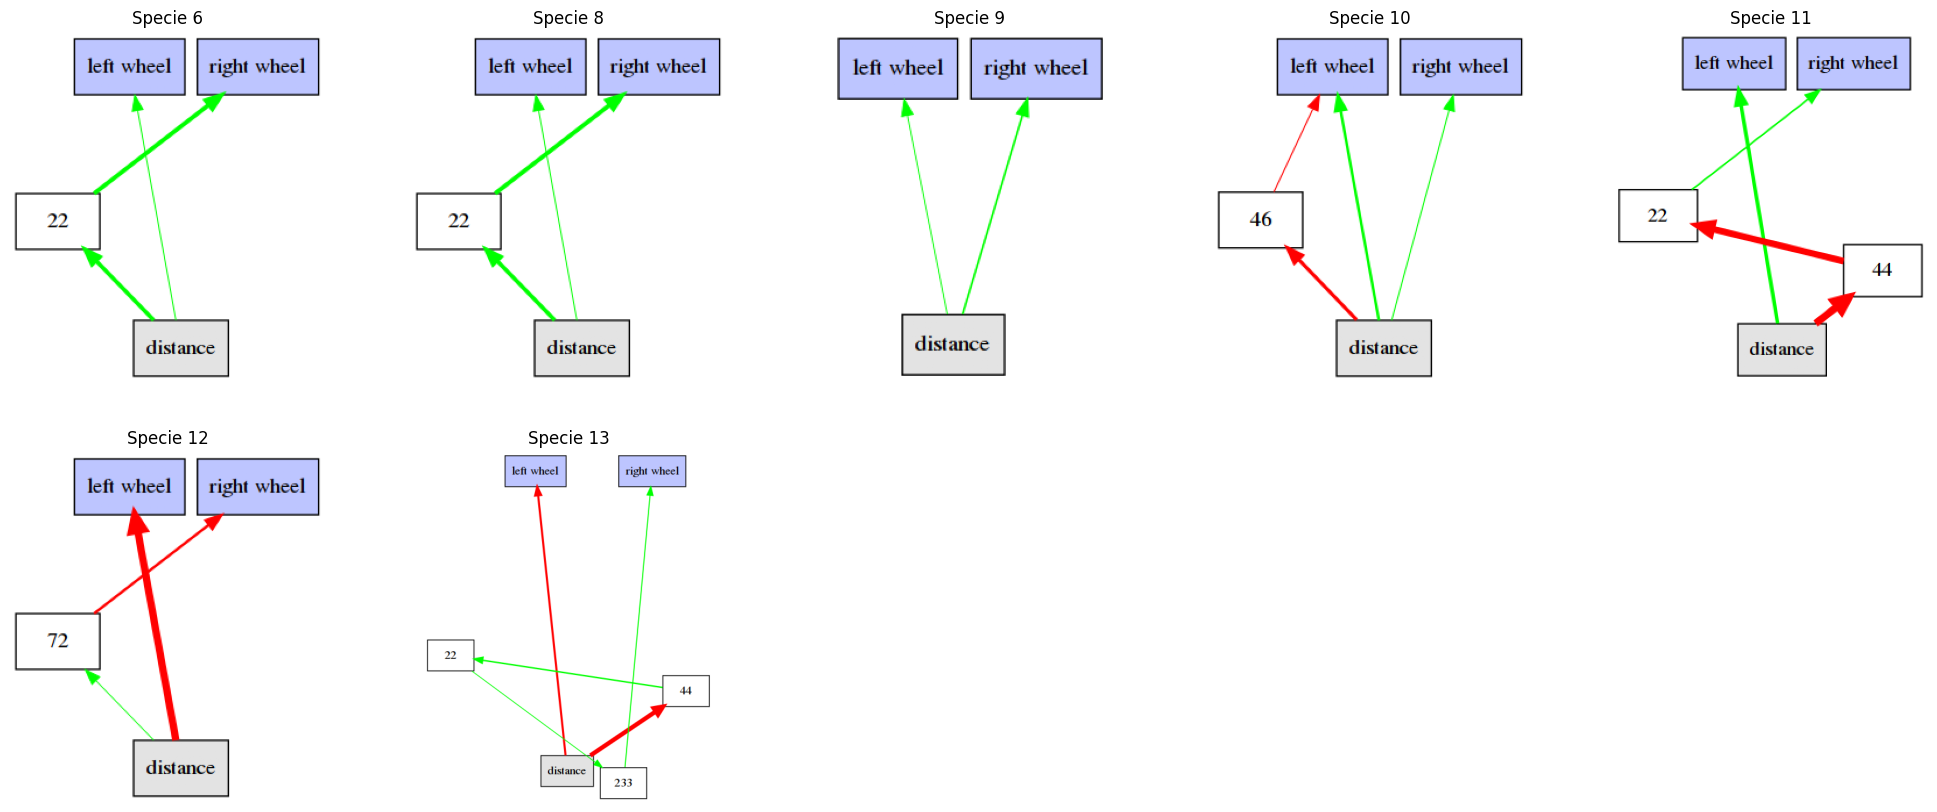 Specie 6
left wheel
right wheel
22
distance
Specie 8
left wheel
right wheel
22
distance
Specie 9
left wheel
right wheel
distance
Specie 10
left wheel
right wheel
46
distance
Specie 11
left wheel
right wheel
22
44
distance
Specie 12
left wheel
right wheel
72
distance
Specie 13
left wheel
right wheel
22
44
distance
233